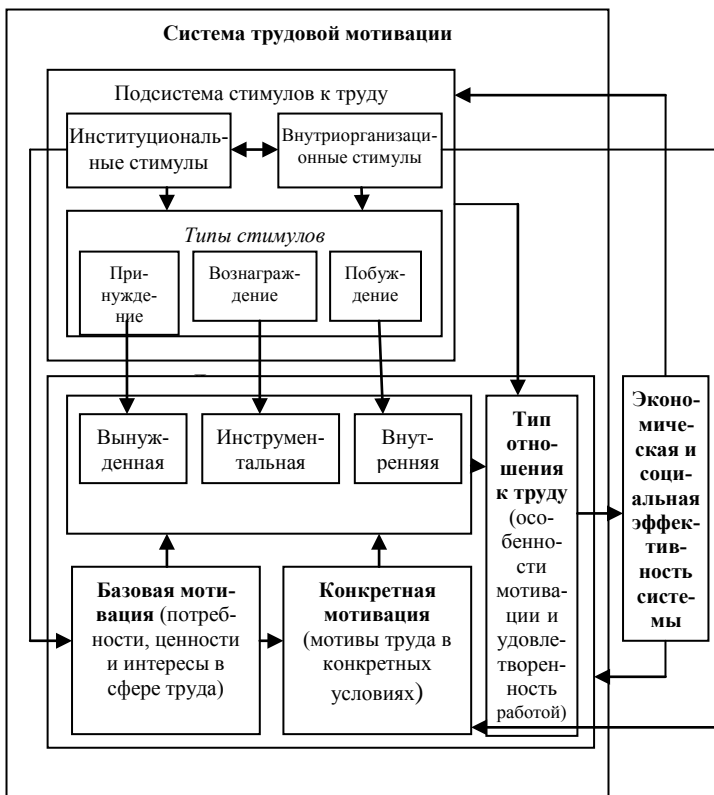 Система трудовой мотивации
Подсистема стимулов к труду
Институциональ-
ные стимулы
Внутриорганизаци-
онные стимулы
Типы стимулов
При-
нужде-
ние
Вознаграж-
дение
Побуж-
дение
Вынуж-
денная
Инструмен-
тальная
Внут-
ренняя
Базовая моти-
вация (потреб-
ности, ценности
и интересы в
сфере труда)
Конкретная
мотивация
(мотивы труда в
конкретных
условиях)
Тип
отно-
шения
к труду
(осо-
бенности
мотива-
ции и
удовле-
творен-
ность
работой)
Эконо-
миче-
ская и
соци-
альная
эффек-
тив-
ность
систе-
мы